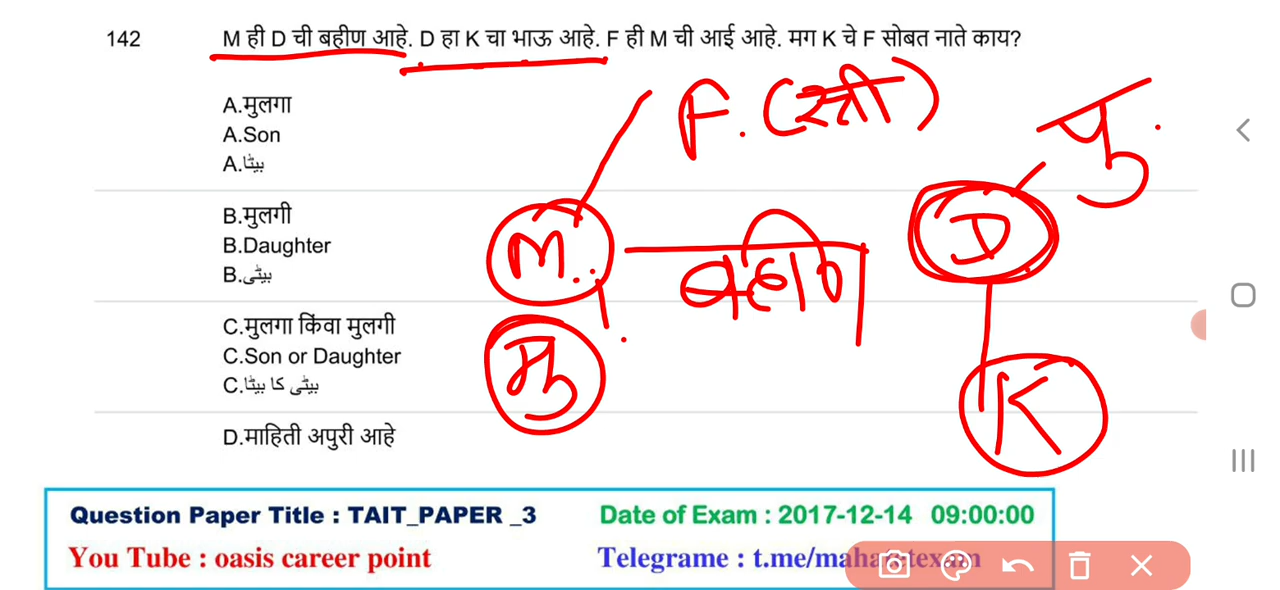 142 M ही D ची बहीण आहे. D हा K चा भाऊ आहे. F ही M ची आई आहे. मग K चे F सोबत नाते काय?
A.मुलगा
A.Son
A.بیٹا
B.मुलगी
B.Daughter
B.بیٹی
C.मुलगा किंवा मुलगी
C.Son or Daughter
C.بیٹی کا بیٹا
D.माहिती अपुरी आहे
F. (स्त्री)
पु.
M
बहीण
D
मु
K
Question Paper Title : TAIT_PAPER _3 Date of Exam : 2017-12-14 09:00:00
You Tube : oasis career point Telegrame : t.me/mahatetexam